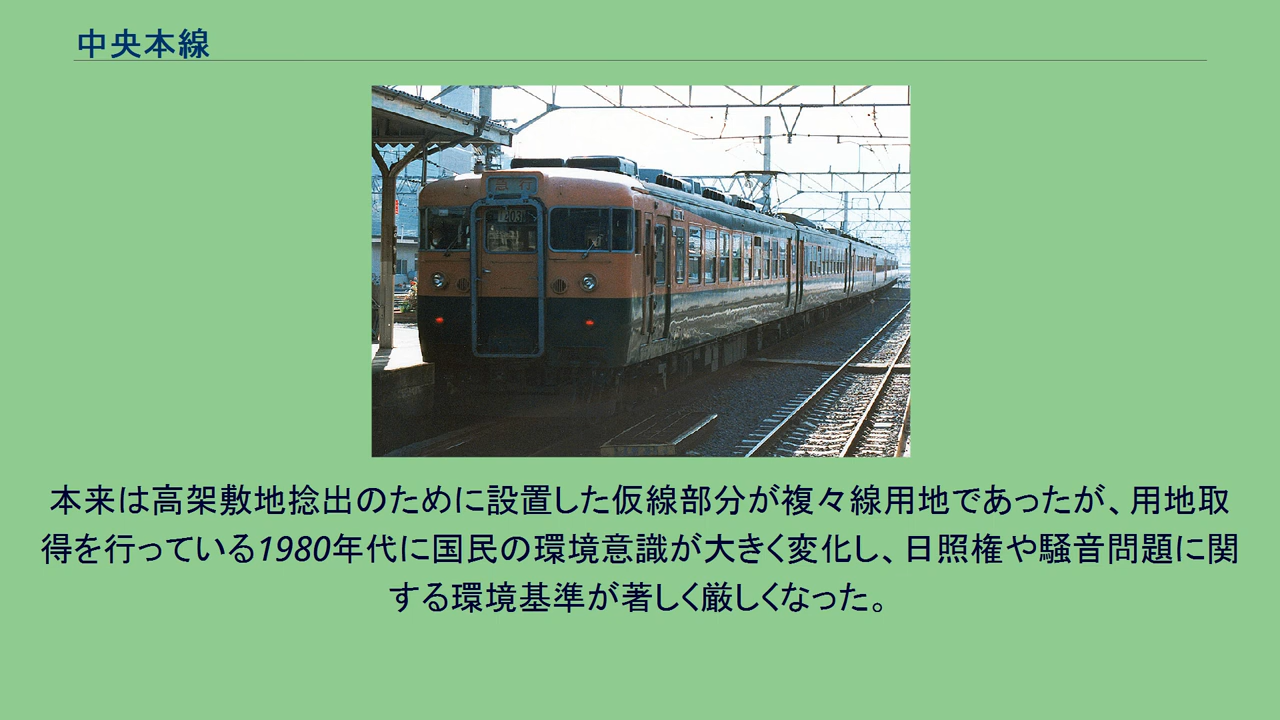 中央本線
急行
本来は高架敷地捻出のために設置した仮線部分が複々線用地であったが、用地取
得を行っている1980年代に国民の環境意識が大きく変化し、日照権や騒音問題に関
する環境基準が著しく厳しくなった。